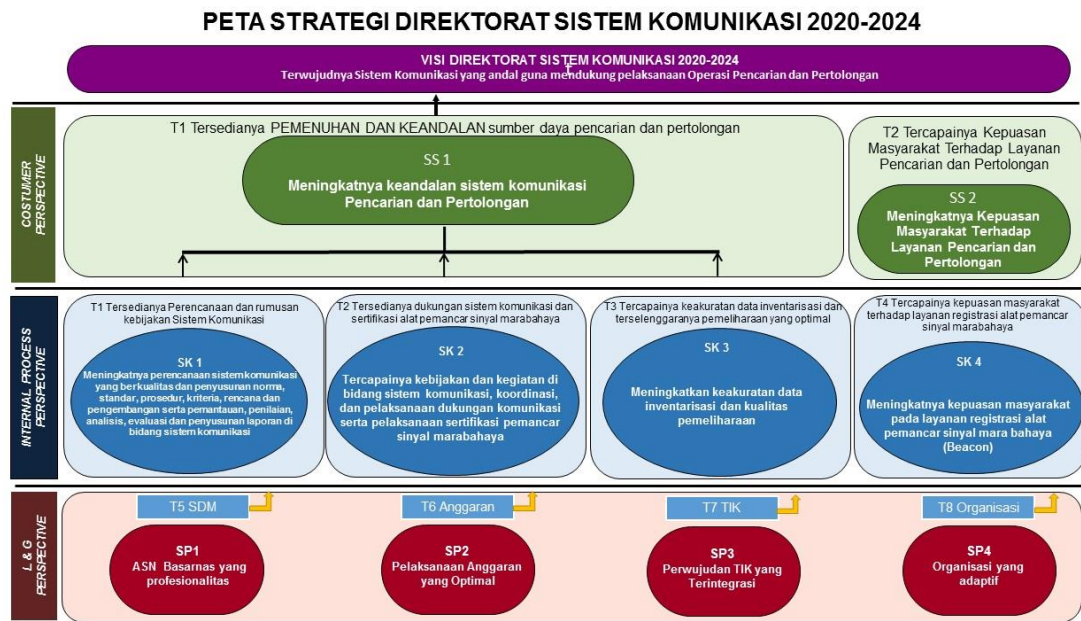 PETA STRATEGI DIREKTORAT SISTEM KOMUNIKASI 2020-2024
VISI DIREKTORAT SISTEM KOMUNIKASI 2020-2024
Terwujudnya Sistem Komunikasi yang andal guna mendukung pelaksanaan Operasi Pencarian dan Pertolongan
COSTUMER
PERSPECTIVE
T1 Tersedianya PEMENUHAN DAN KEANDALAN sumber daya pencarian dan pertolongan
SS 1
Meningkatnya keandalan sistem komunikasi
Pencarian dan Pertolongan
T2 Tercapainya Kepuasan
Masyarakat Terhadap Layanan
Pencarian dan Pertolongan
SS 2
Meningkatnya Kepuasan
Masyarakat Terhadap
Layanan Pencarian dan
Pertolongan
INTERNAL PROCESS
PERSPECTIVE
T1 Tersedianya Perencanaan dan rumusan
kebijakan Sistem Komunikasi
SK 1
Meningkatnya perencanaan sistem komunikasi
yang berkualitas dan penyusunan norma,
standar, prosedur, kriteria, rencana dan
pengembangan serta pemantauan, penilaian,
analisis, evaluasi dan penyusunan laporan di
bidang sistem komunikasi
T2 Tersedianya dukungan sistem komunikasi dan
sertifikasi alat pemancar sinyal marabahaya
SK 2
Tercapainya kebijakan dan kegiatan di
bidang sistem komunikasi, koordinasi,
dan pelaksanaan dukungan komunikasi
serta pelaksanaan sertifikasi pemancar
sinyal marabahaya
T3 Tercapainya keakuratan data inventarisasi dan
terselenggaranya pemeliharaan yang optimal
SK 3
Meningkatkan keakuratan data
inventarisasi dan kualitas
pemeliharaan
T4 Tercapainya kepuasan masyarakat
terhadap layanan registrasi alat pemancar
sinyal marabahaya
SK 4
Meningkatnya kepuasan masyarakat
pada layanan registrasi alat
pemancar sinyal mara bahaya
(Beacon)
L & G
PERSPECTIVE
T5 SDM
SP1
ASN Basarnas yang
profesionalitas
T6 Anggaran
SP2
Pelaksanaan Anggaran
yang Optimal
T7 TIK
SP3
Perwujudan TIK yang
Terintegrasi
T8 Organisasi
SP4
Organisasi yang
adaptif